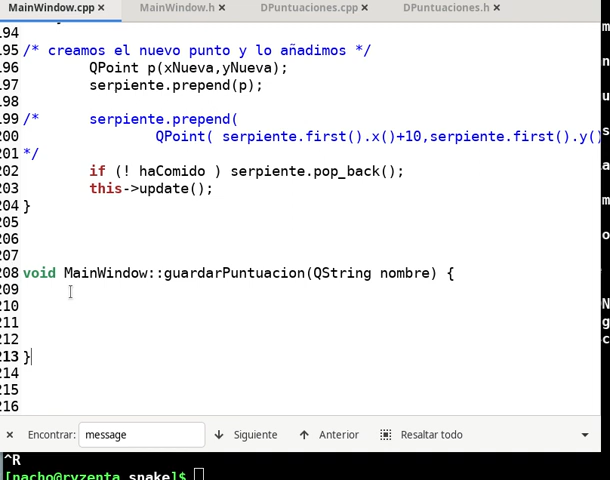 MainWindow.cpp × MainWindow.h × DPuntuaciones.cpp × DPuntuaciones.h ×
194
195 /* creamos el nuevo punto y lo añadimos */
196 QPoint p(xNueva,yNueva);
197 serpiente.prepend(p);
198
199 /* serpiente.prepend(
200 QPoint( serpiente.first().x()+10,serpiente.first().y()
201 */
202 if (! haComido ) serpiente.pop_back();
203 this->update();
204 }
205
206
207
208 void MainWindow::guardarPuntuacion(QString nombre) {
209
210
211
212
213 }
214
215
216
× Encontrar: message Siguiente Anterior Resaltar todo
^R
[nacho@ryzenta snake]$